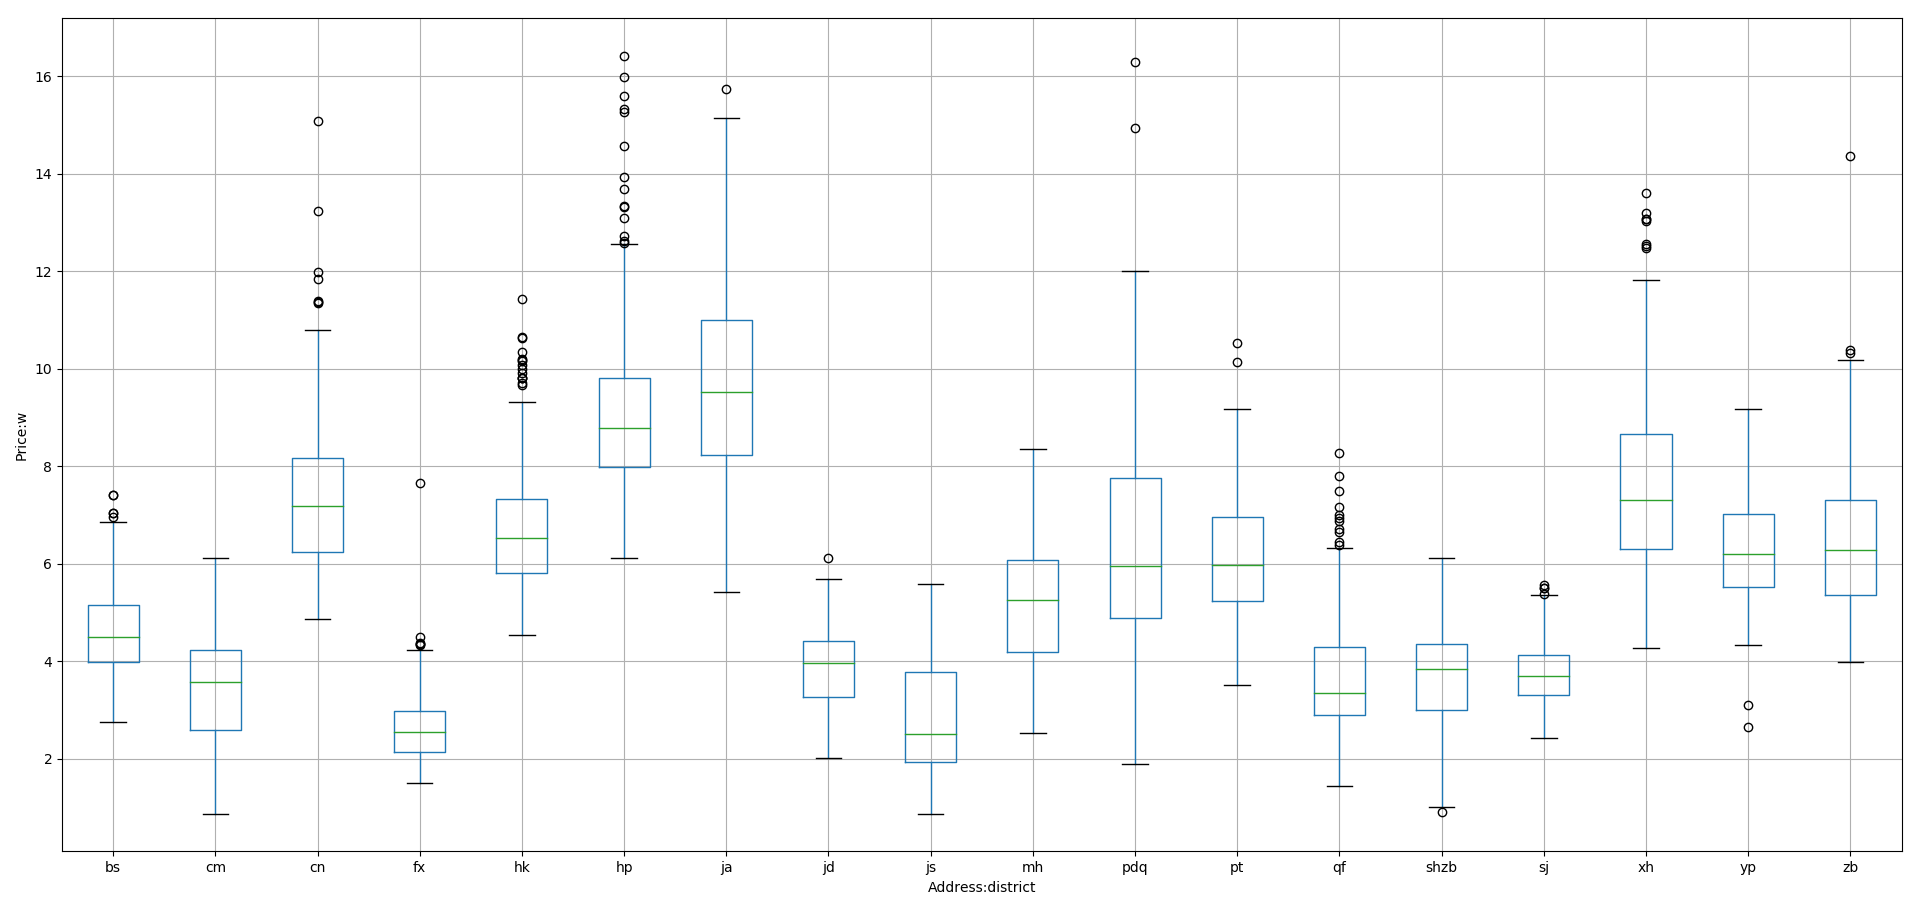 16
14
12
10
8
6
4
2
Price:w
bs cm cn fx hk hp ja jd js mh pdq pt qf shzb sj xh yp zb
Address:district